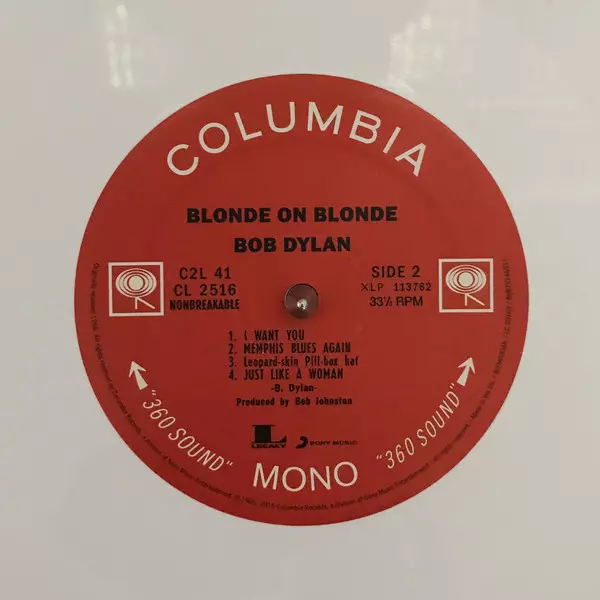 COLUMBIA
BLONDE ON BLONDE
BOB DYLAN
C2L 41
CL 2516
NONBREAKABLE
SIDE 2
XLP 113762
33⅓ RPM
1. I WANT YOU
2. MEMPHIS BLUES AGAIN
3. Leopard-skin Pill-box hat
4. JUST LIKE A WOMAN
-B. Dylan-
Produced by Bob Johnston
L
LEGACY
SONY MUSIC
"360 SOUND"
MONO
"360 SOUND"